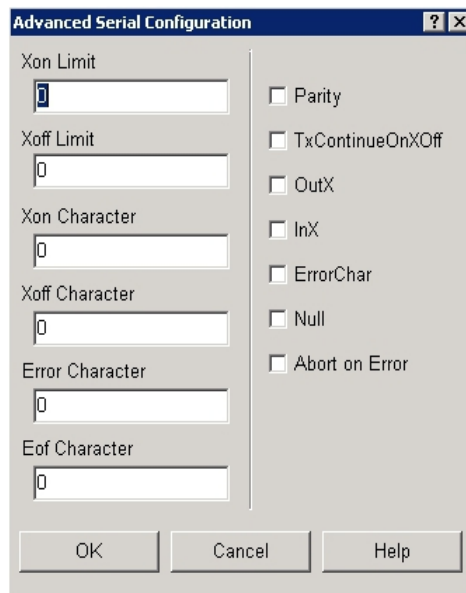 Advanced Serial Configuration
Xon Limit
0
Xoff Limit
0
Xon Character
0
Xoff Character
0
Error Character
0
Eof Character
0
Parity
TxContinueOnXOff
OutX
InX
ErrorChar
Null
Abort on Error
OK Cancel Help